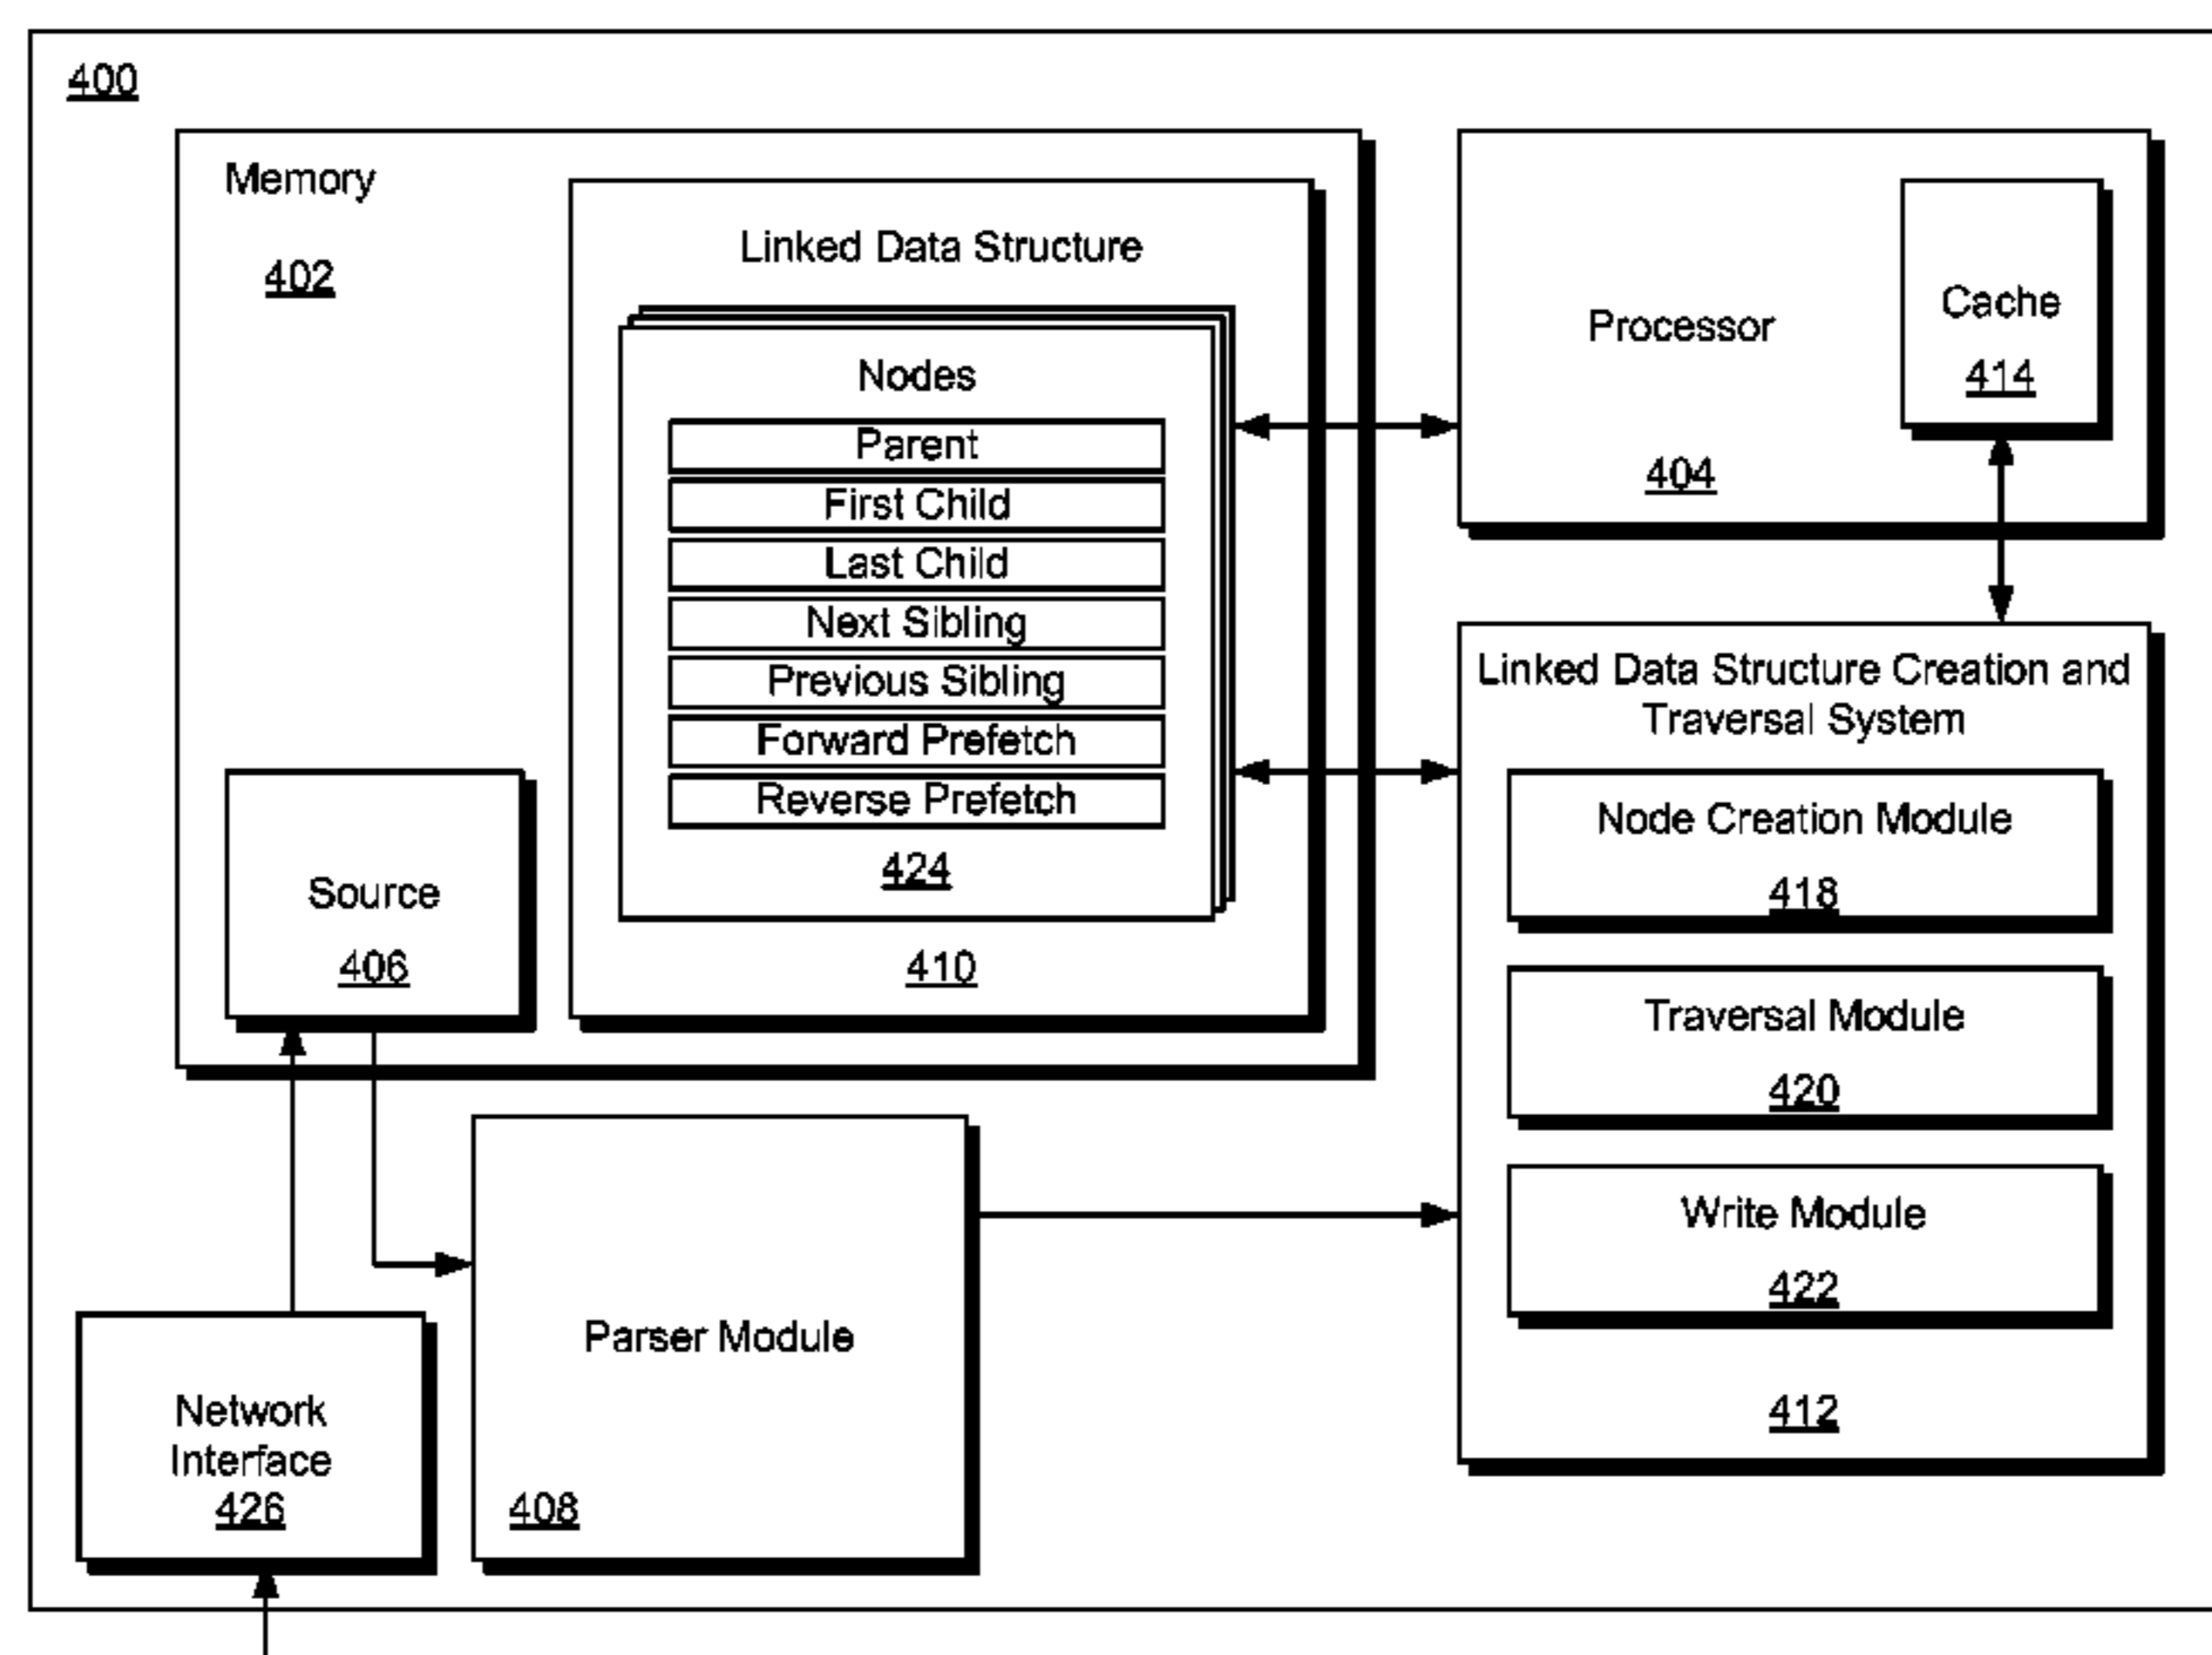 400
Memory
402
Linked Data Structure
Nodes
Parent
First Child
Last Child
Next Sibling
Previous Sibling
Forward Prefetch
Reverse Prefetch
424
410
Source
406
Processor
404
Cache
414
Linked Data Structure Creation and
Traversal System
Node Creation Module
418
Traversal Module
420
Write Module
422
412
Parser Module
408
Network
Interface
426